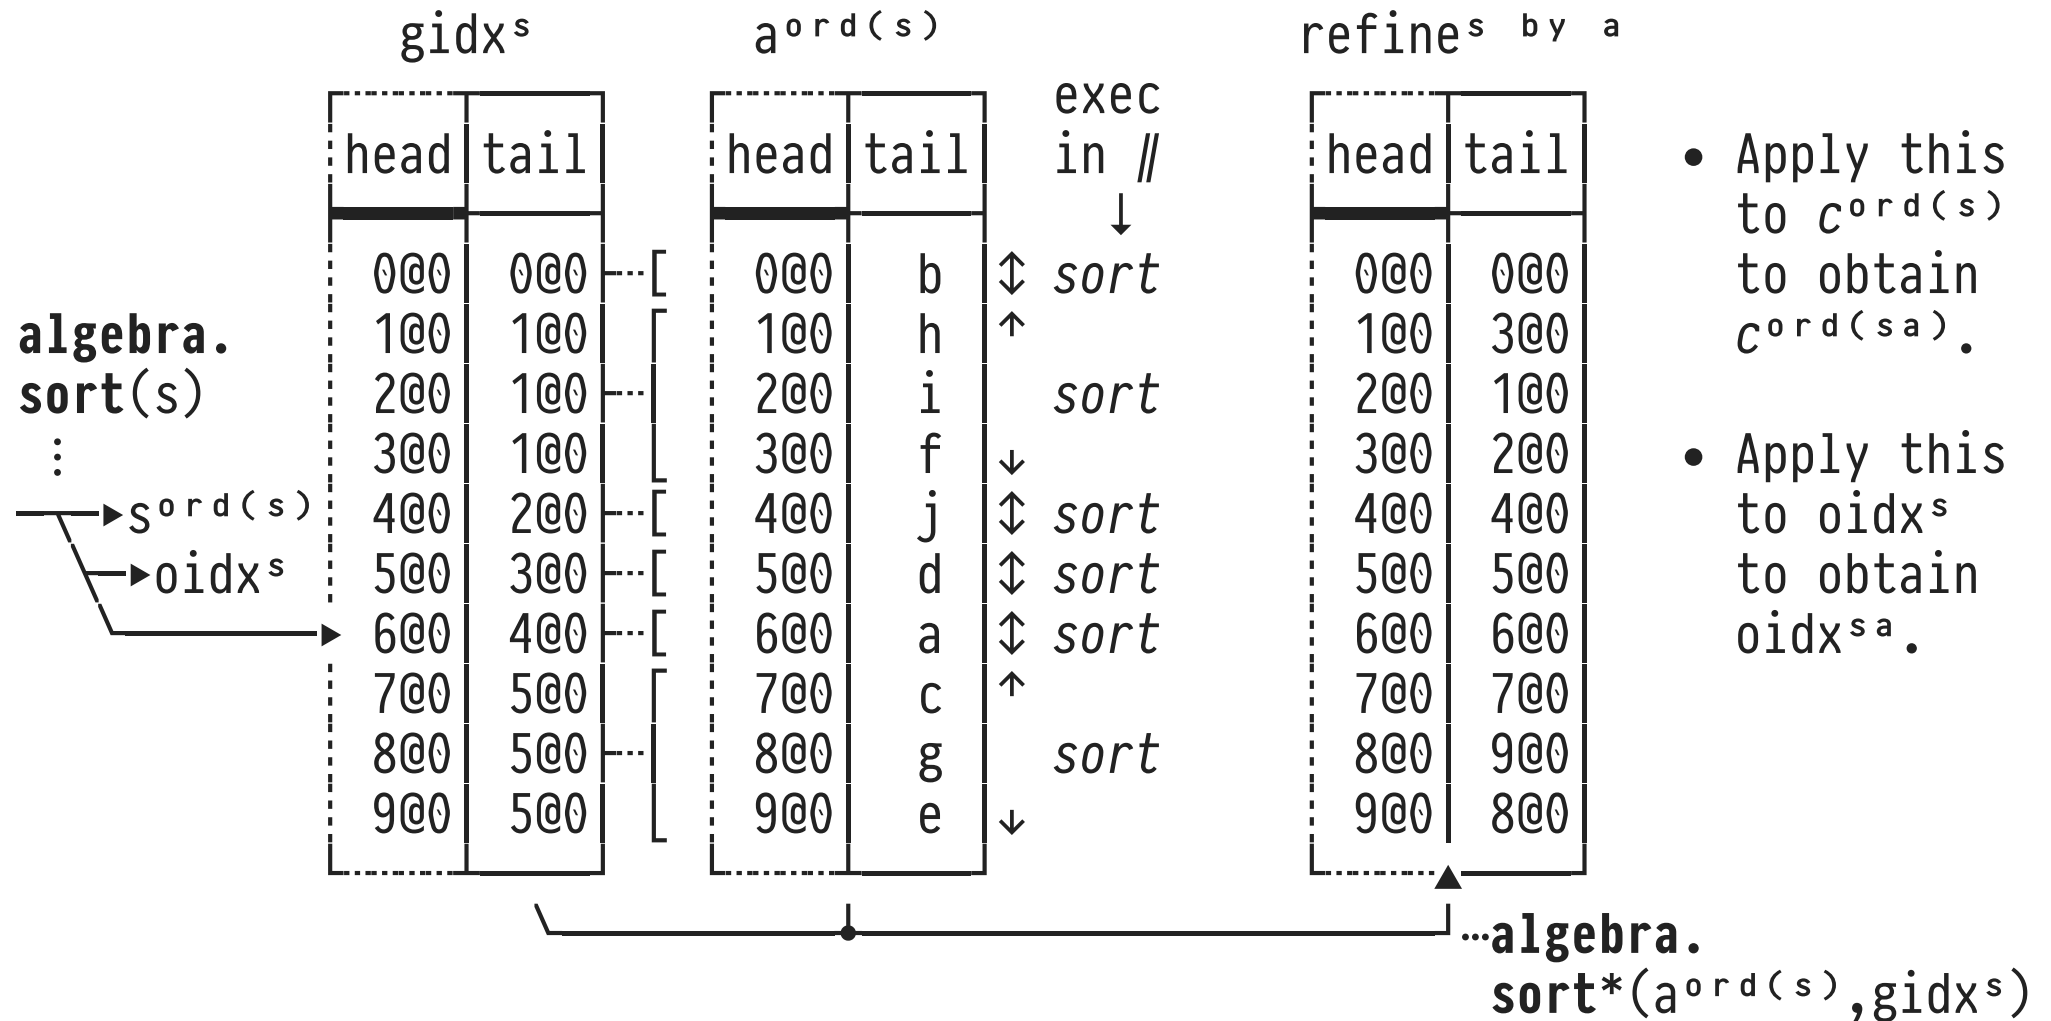 gidxˢ aᵒʳᵈ⁽ˢ⁾ refineˢ ᵇʸ ᵃ
exec
in //
↓
head tail head tail head tail
0@0 0@0 0@0 b ↕ sort 0@0 0@0
1@0 1@0 1@0 h ↑ 1@0 3@0
2@0 1@0 2@0 i sort 2@0 1@0
3@0 1@0 3@0 f ↓ 3@0 2@0
4@0 2@0 4@0 j ↕ sort 4@0 4@0
5@0 3@0 5@0 d ↕ sort 5@0 5@0
6@0 4@0 6@0 a ↕ sort 6@0 6@0
7@0 5@0 7@0 c ↑ 7@0 7@0
8@0 5@0 8@0 g sort 8@0 9@0
9@0 5@0 9@0 e ↓ 9@0 8@0
algebra.
sort(s)
⋮
sᵒʳᵈ⁽ˢ⁾
oidxˢ
• Apply this
to cᵒʳᵈ⁽ˢ⁾
to obtain
cᵒʳᵈ⁽ˢᵃ⁾.
• Apply this
to oidxˢ
to obtain
oidxˢᵃ.
…algebra.
sort*(aᵒʳᵈ⁽ˢ⁾,gidxˢ)